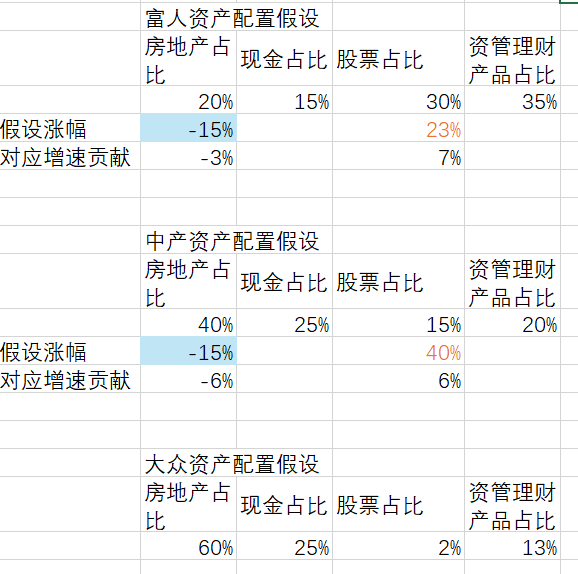 富人资产配置假设
房地产占比 现金占比 股票占比 资管理财产品占比
20% 15% 30% 35%
假设涨幅 -15% 23%
对应增速贡献 -3% 7%
中产资产配置假设
房地产占比 现金占比 股票占比 资管理财产品占比
40% 25% 15% 20%
假设涨幅 -15% 40%
对应增速贡献 -6% 6%
大众资产配置假设
房地产占比 现金占比 股票占比 资管理财产品占比
60% 25% 2% 13%